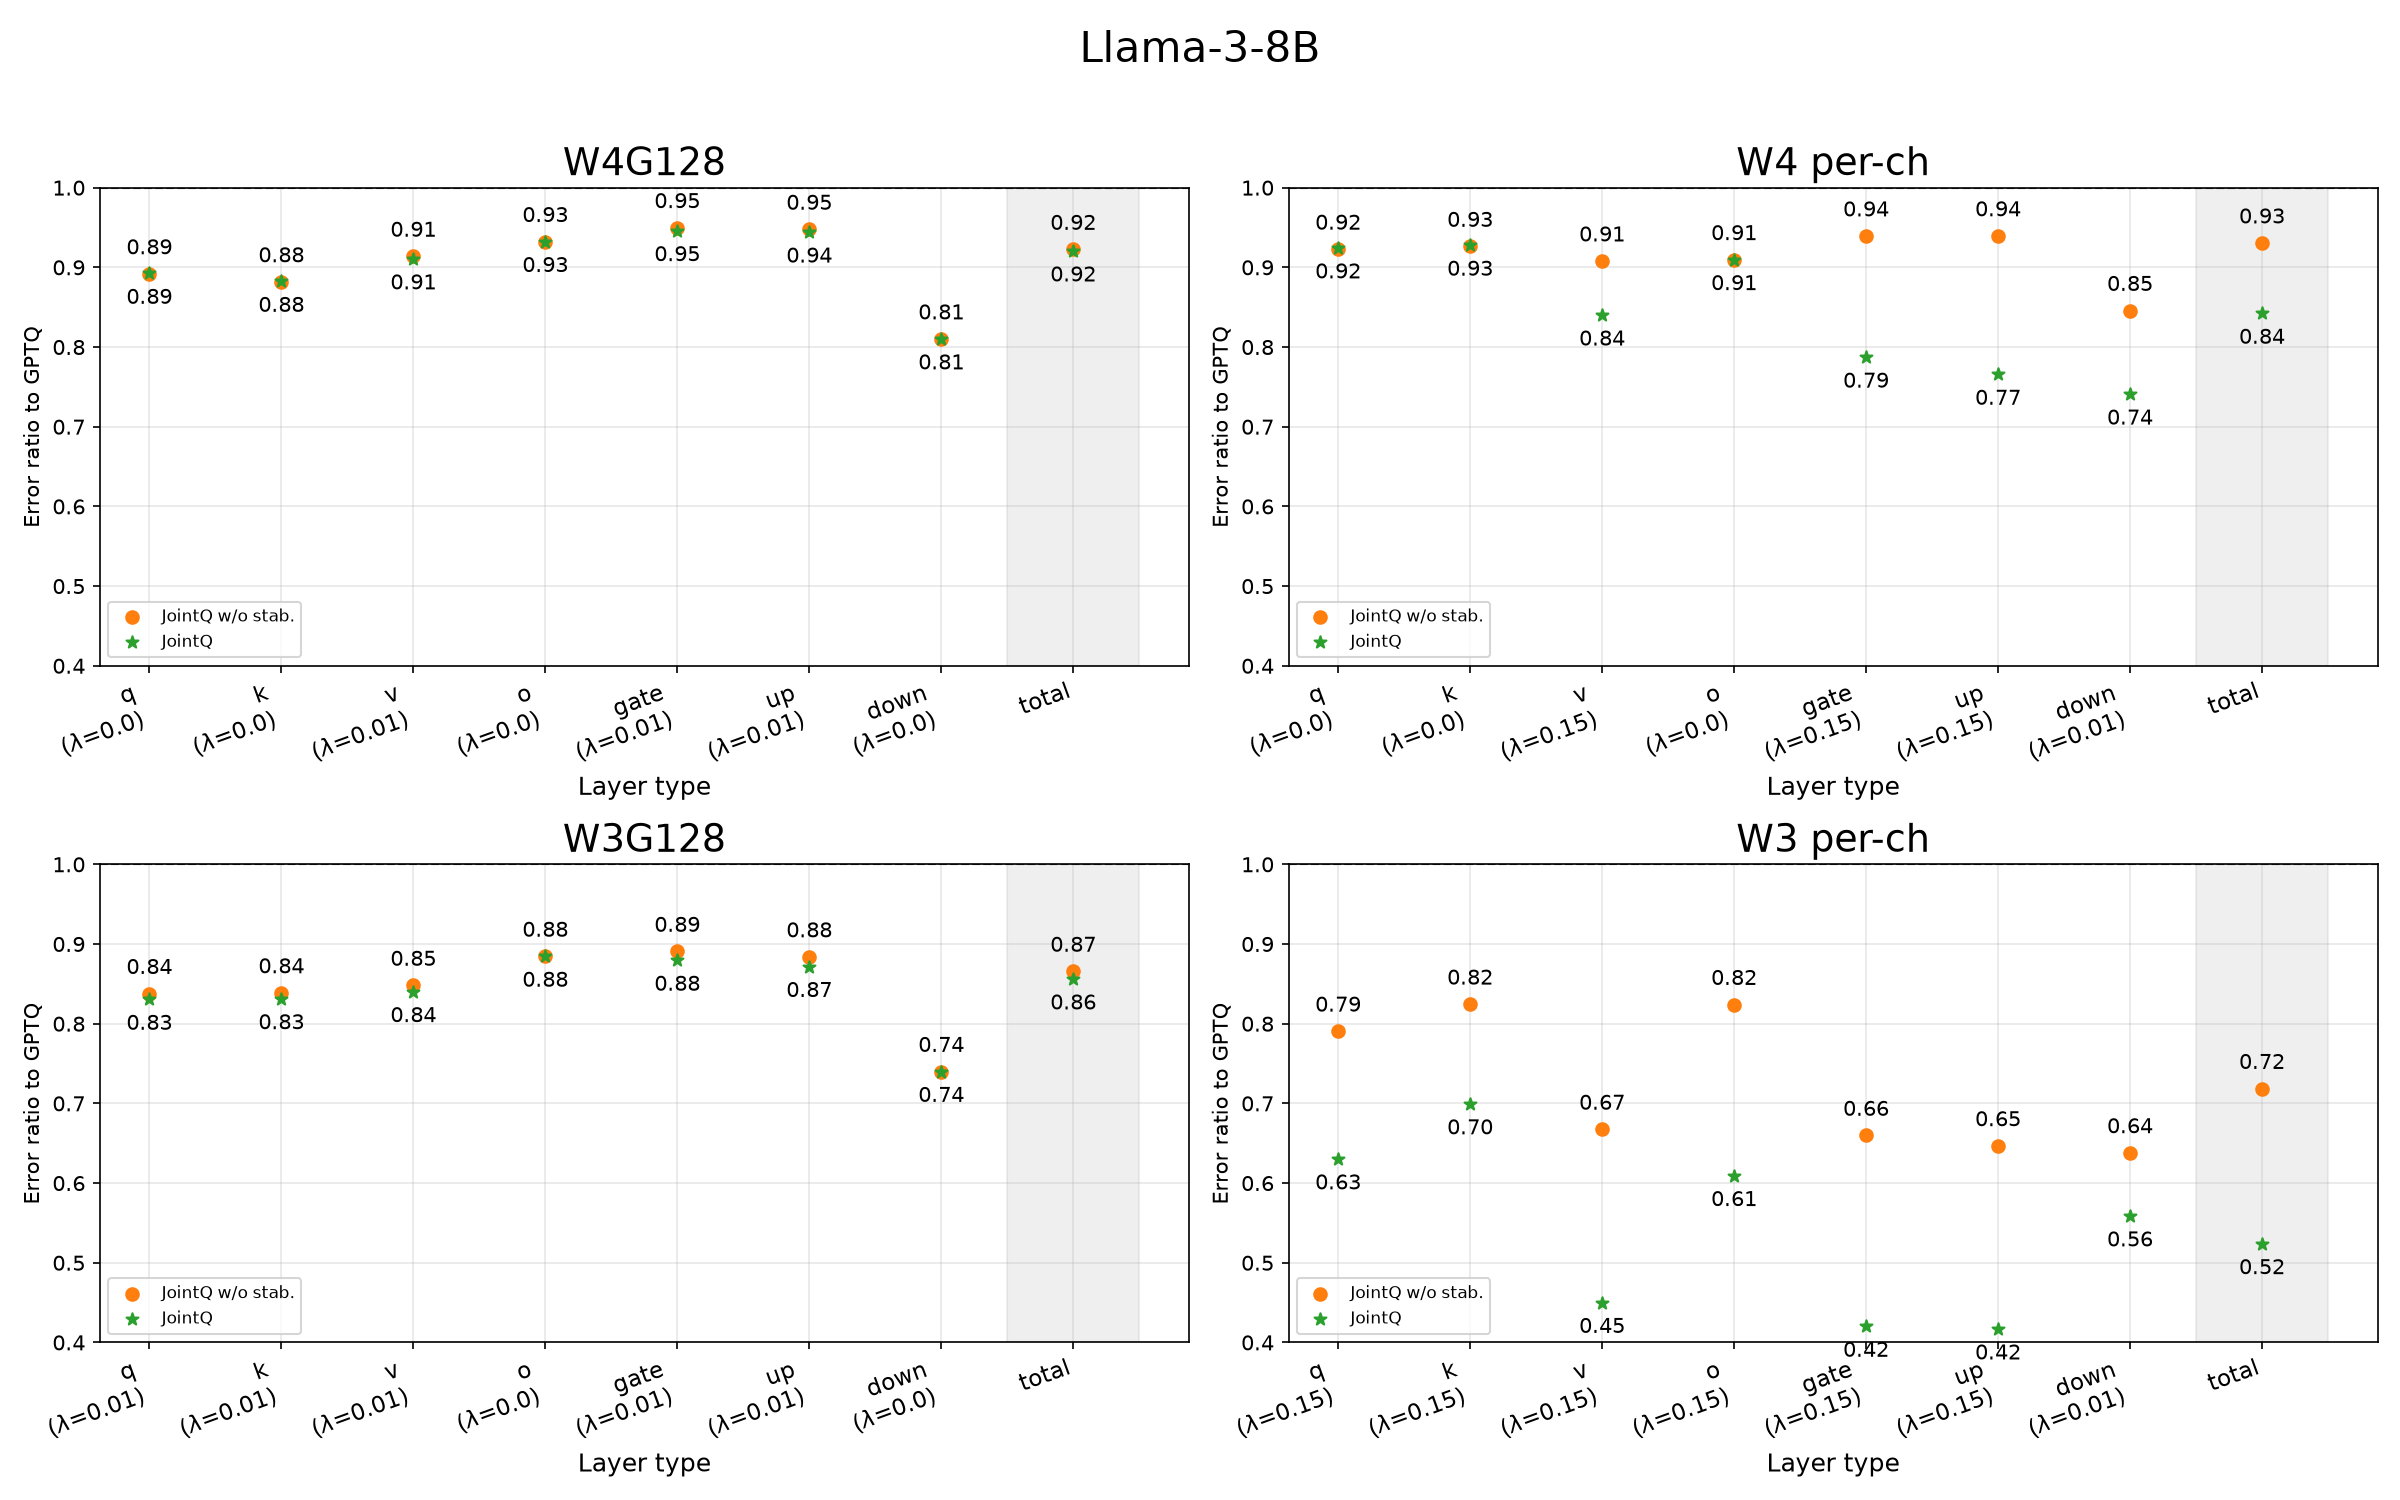 Llama-3-8B
W4G128
Error ratio to GPTQ
1.0
0.9
0.8
0.7
0.6
0.5
0.4
0.89
0.88
0.91
0.93
0.95
0.95
0.81
0.92
0.89
0.88
0.91
0.93
0.95
0.94
0.81
0.92
JointQ w/o stab.
JointQ
q
(λ=0.0)
k
(λ=0.0)
v
(λ=0.01)
o
(λ=0.0)
gate
(λ=0.01)
up
(λ=0.01)
down
(λ=0.0)
total
Layer type
W4 per-ch
Error ratio to GPTQ
1.0
0.9
0.8
0.7
0.6
0.5
0.4
0.92
0.93
0.91
0.91
0.94
0.94
0.85
0.93
0.92
0.93
0.84
0.91
0.79
0.77
0.74
0.84
JointQ w/o stab.
JointQ
q
(λ=0.0)
k
(λ=0.0)
v
(λ=0.15)
o
(λ=0.0)
gate
(λ=0.15)
up
(λ=0.15)
down
(λ=0.01)
total
Layer type
W3G128
Error ratio to GPTQ
1.0
0.9
0.8
0.7
0.6
0.5
0.4
0.84
0.84
0.85
0.88
0.89
0.88
0.74
0.87
0.83
0.83
0.84
0.88
0.88
0.87
0.74
0.86
JointQ w/o stab.
JointQ
q
(λ=0.01)
k
(λ=0.01)
v
(λ=0.01)
o
(λ=0.0)
gate
(λ=0.01)
up
(λ=0.01)
down
(λ=0.0)
total
Layer type
W3 per-ch
Error ratio to GPTQ
1.0
0.9
0.8
0.7
0.6
0.5
0.4
0.79
0.82
0.67
0.82
0.66
0.65
0.64
0.72
0.63
0.70
0.45
0.61
0.42
0.42
0.56
0.52
JointQ w/o stab.
JointQ
q
(λ=0.15)
k
(λ=0.15)
v
(λ=0.15)
o
(λ=0.15)
gate
(λ=0.15)
up
(λ=0.15)
down
(λ=0.01)
total
Layer type